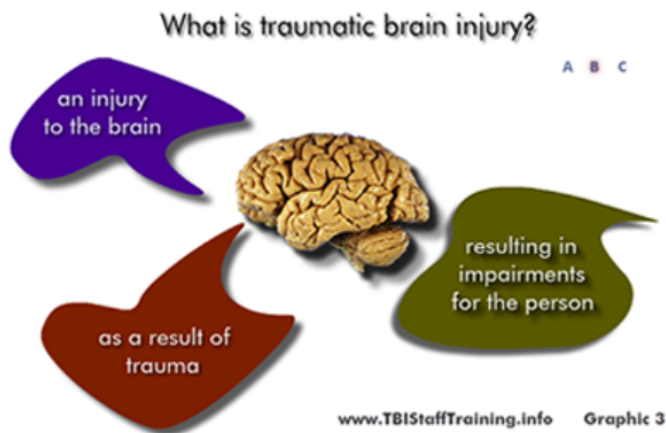 What is traumatic brain injury?
A B C
an injury
to the brain
resulting in
impairments
for the person
as a result of
trauma
www.TBIStaffTraining.info Graphic 3